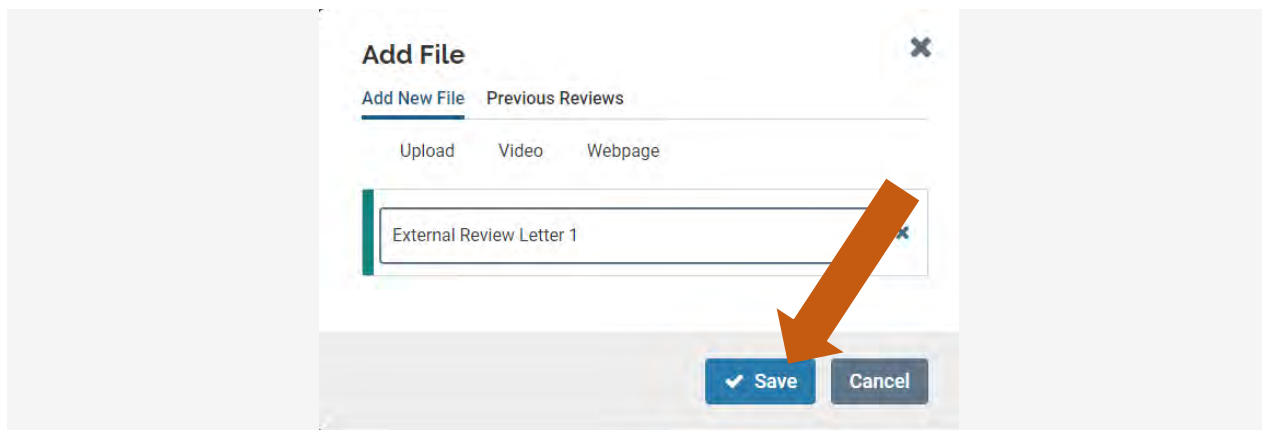 Add File
Add New File Previous Reviews
Upload Video Webpage
External Review Letter 1
Save Cancel